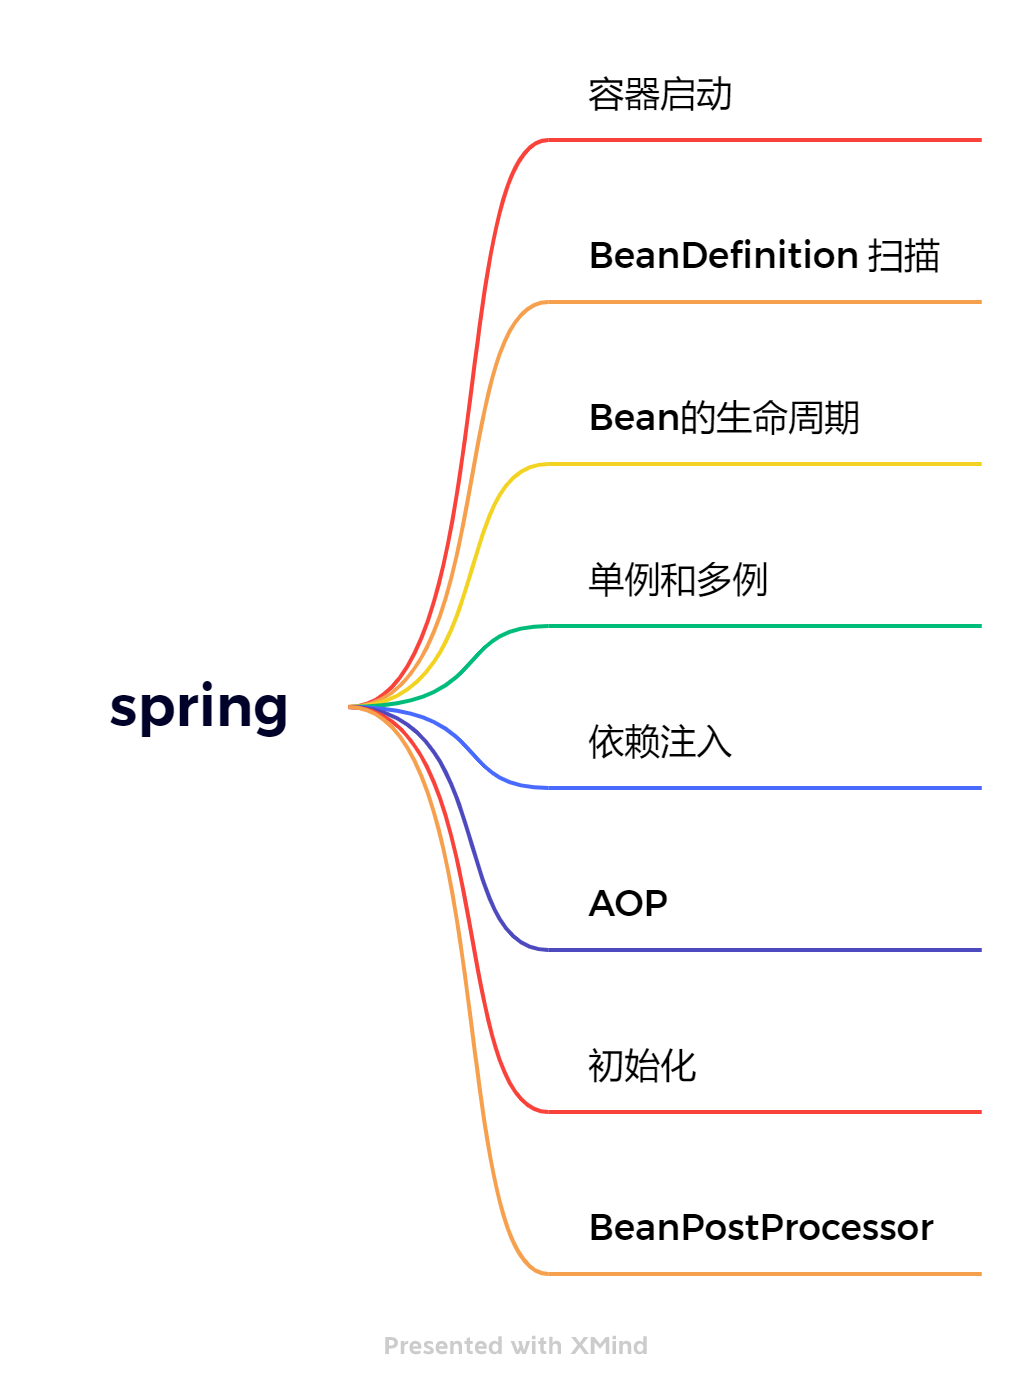 容器启动
BeanDefinition 扫描
Bean的生命周期
单例和多例
spring
依赖注入
AOP
初始化
BeanPostProcessor
Presented with XMind